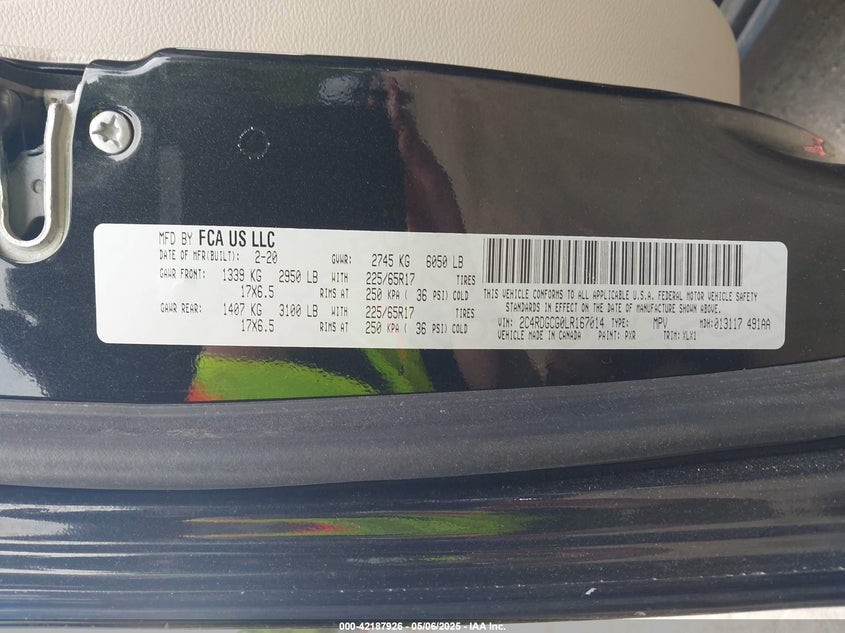 MFD BY FCA US LLC
DATE OF MFR(BUILT): 2-20 GVWR: 2745 KG 6050 LB
GAWR FRONT: 1339 KG 2950 LB WITH 225/65R17 TIRES
17X6.5 RIMS AT 250 KPA ( 36 PSI) COLD
GAWR REAR: 1407 KG 3100 LB WITH 225/65R17 TIRES
17X6.5 RIMS AT 250 KPA ( 36 PSI) COLD
THIS VEHICLE CONFORMS TO ALL APPLICABLE U.S.A. FEDERAL MOTOR VEHICLE SAFETY
STANDARDS IN EFFECT ON THE DATE OF MANUFACTURE SHOWN ABOVE.
VIN: 2C4RDGCG0LR167014 TYPE: MPV MDH:013117 491AA
VEHICLE MADE IN CANADA PAINT: PXR TRIM: YLX1
000-42187926 - 05/06/2025 - IAA Inc.